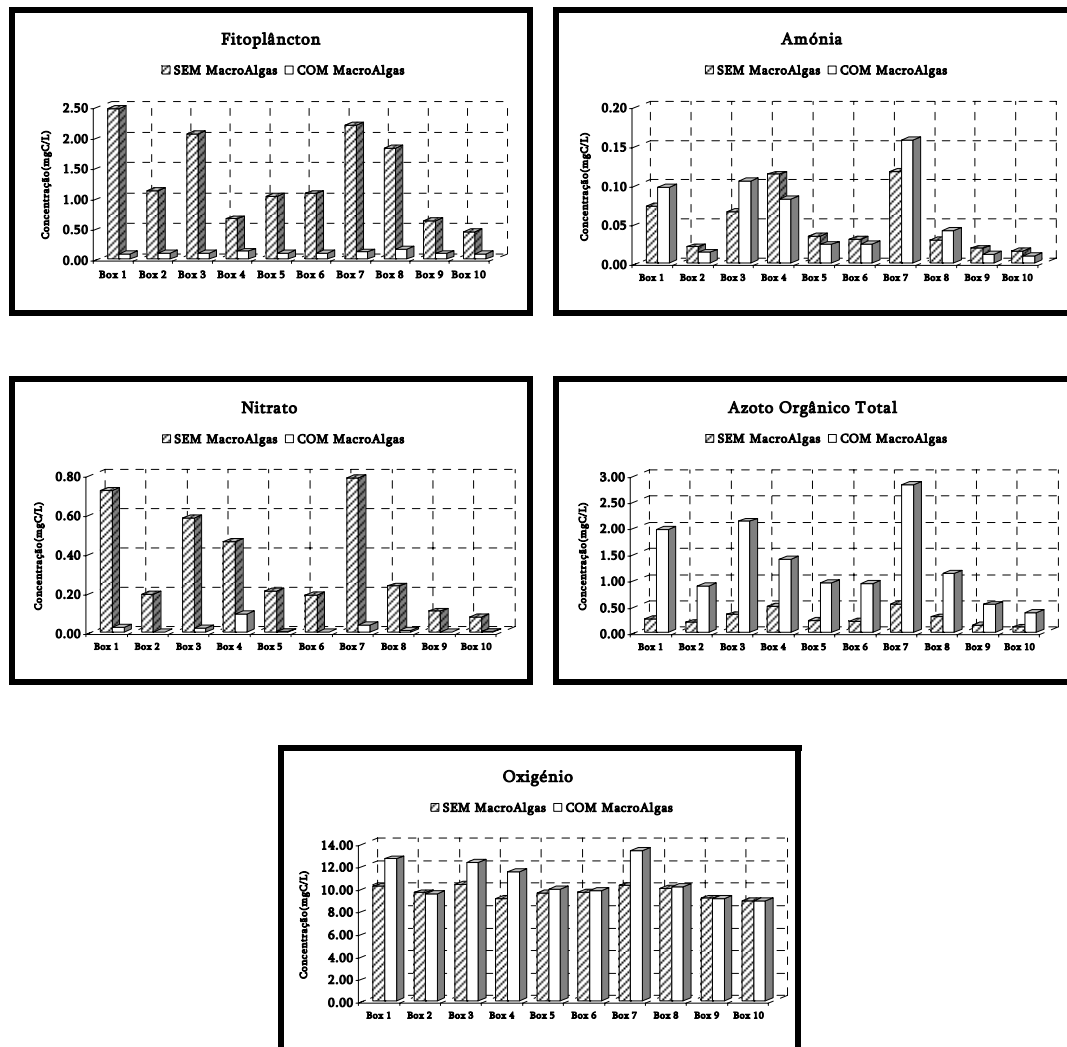 Fitoplâncton
SEM MacroAlgas COM MacroAlgas
Concentração(mgC/L)
2.50
2.00
1.50
1.00
0.50
0.00
Box 1 Box 2 Box 3 Box 4 Box 5 Box 6 Box 7 Box 8 Box 9 Box 10
Amónia
SEM MacroAlgas COM MacroAlgas
Concentração(mgC/L)
0.20
0.15
0.10
0.05
0.00
Box 1 Box 2 Box 3 Box 4 Box 5 Box 6 Box 7 Box 8 Box 9 Box 10
Nitrato
SEM MacroAlgas COM MacroAlgas
Concentração(mgC/L)
0.80
0.60
0.40
0.20
0.00
Box 1 Box 2 Box 3 Box 4 Box 5 Box 6 Box 7 Box 8 Box 9 Box 10
Azoto Orgânico Total
SEM MacroAlgas COM MacroAlgas
Concentração(mgC/L)
3.00
2.50
2.00
1.50
1.00
0.50
0.00
Box 1 Box 2 Box 3 Box 4 Box 5 Box 6 Box 7 Box 8 Box 9 Box 10
Oxigénio
SEM MacroAlgas COM MacroAlgas
Concentração(mgC/L)
14.00
12.00
10.00
8.00
6.00
4.00
2.00
0.00
Box 1 Box 2 Box 3 Box 4 Box 5 Box 6 Box 7 Box 8 Box 9 Box 10